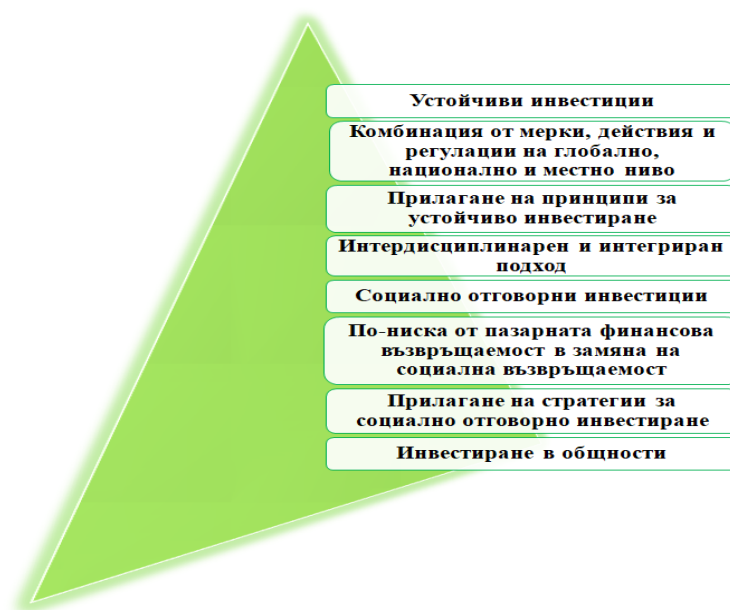 Устойчиви инвестиции
Комбинация от мерки, действия и
регулации на глобално,
национално и местно ниво
Прилагане на принципи за
устойчиво инвестиране
Интердисциплинарен и интегриран
подход
Социално отговорни инвестиции
По-ниска от пазарната финансова
възвръщаемост в замяна на
социална възвръщаемост
Прилагане на стратегии за
социално отговорно инвестиране
Инвестиране в общности